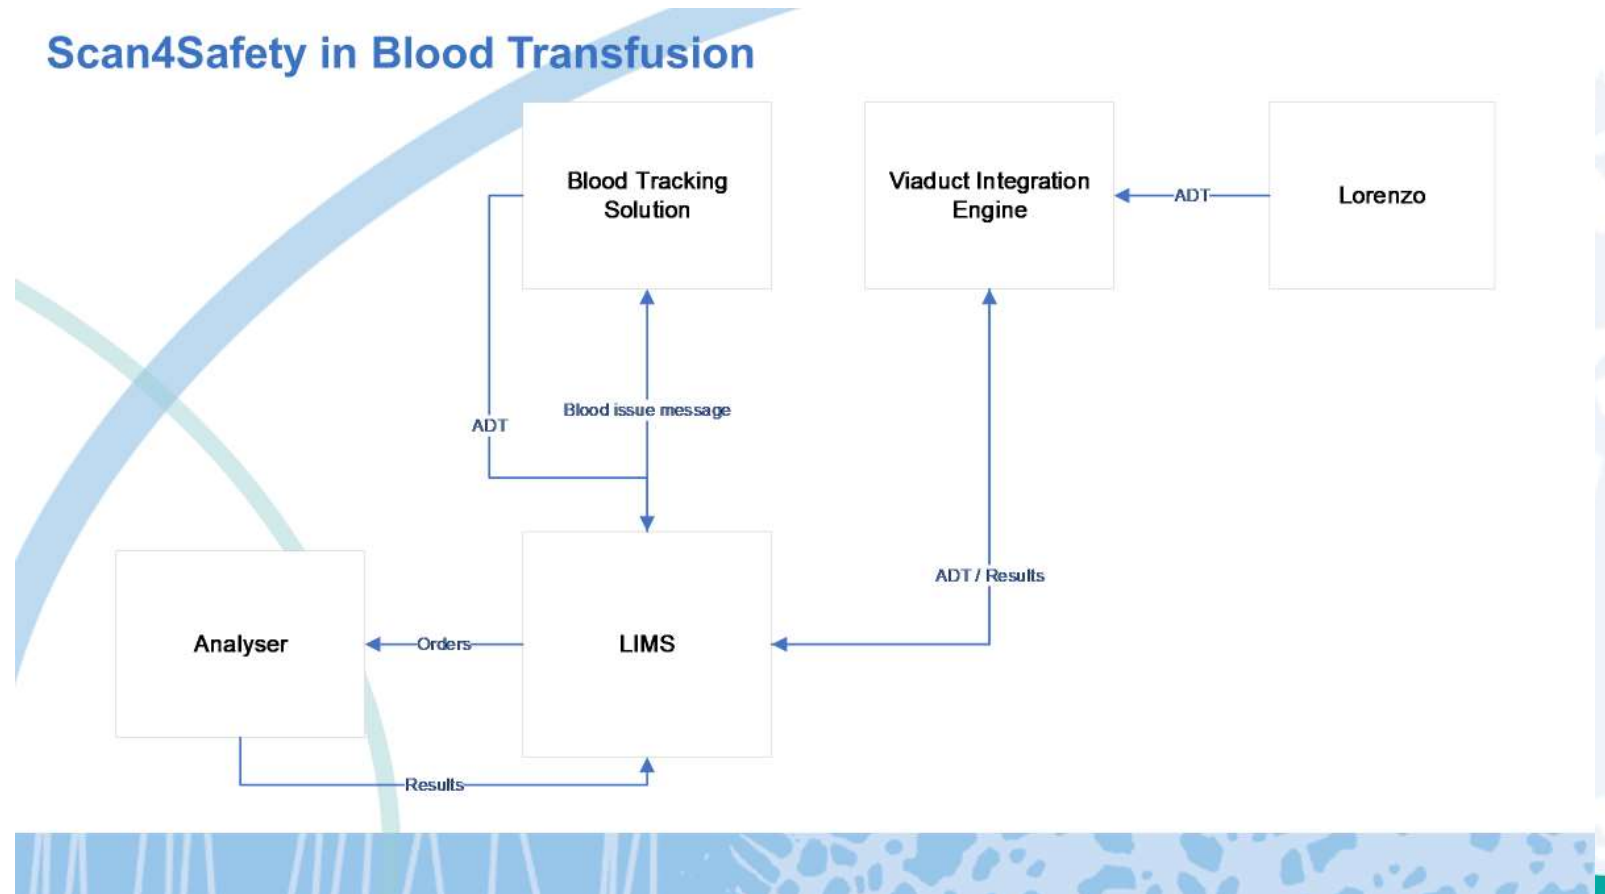 Scan4Safety in Blood Transfusion
Blood Tracking
Solution
Viaduct Integration
Engine
ADT
Lorenzo
Blood issue message
ADT
ADT / Results
Analyser
Orders
LIMS
Results